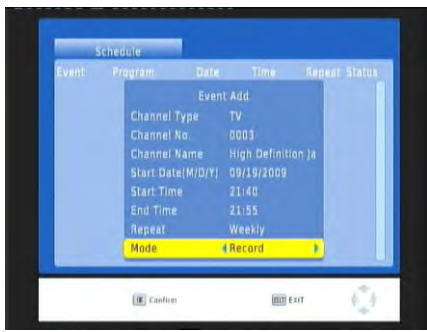 Schedule
Event Program Date Time Repeat Status
Event Add
Channel Type TV
Channel No. 0003
Channel Name High Definition Ja
Start Date(M/D/Y) 09/19/2009
Start Time 21:40
End Time 21:55
Repeat Weekly
Mode Record
OK Confirm EXIT EXIT